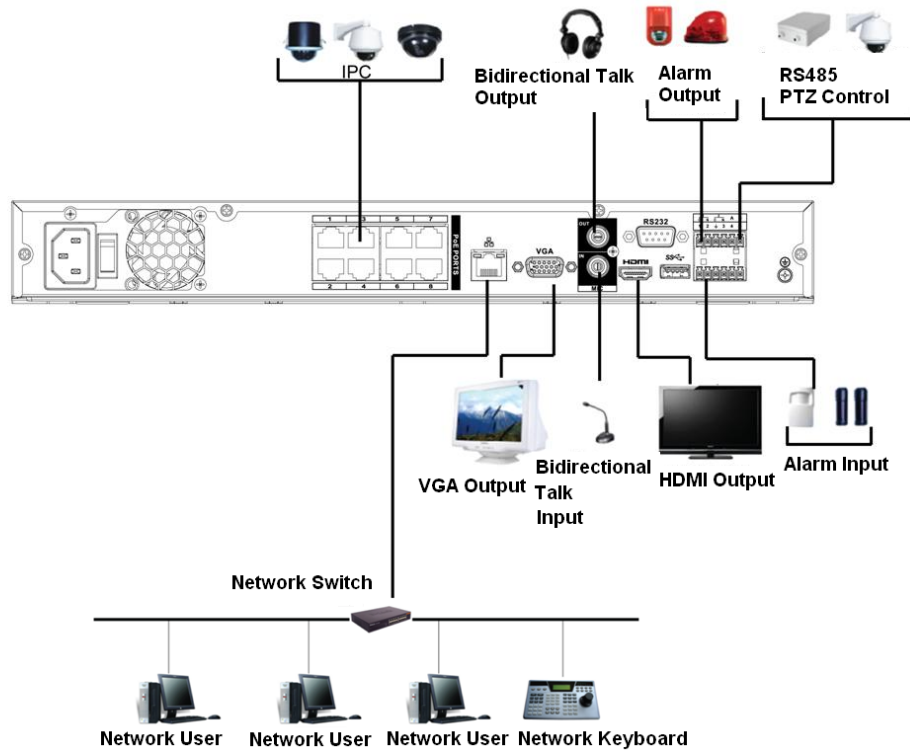 IPC
Bidirectional Talk
Output
Alarm
Output
RS485
PTZ Control
1 3 5 7
2 4 6 8
PoE PORTS
VGA
OUT
IN
MIC
RS232
HDMI
SS
A
VGA Output
Bidirectional
Talk
Input
HDMI Output
Alarm Input
Network Switch
Network User
Network User
Network User
Network Keyboard